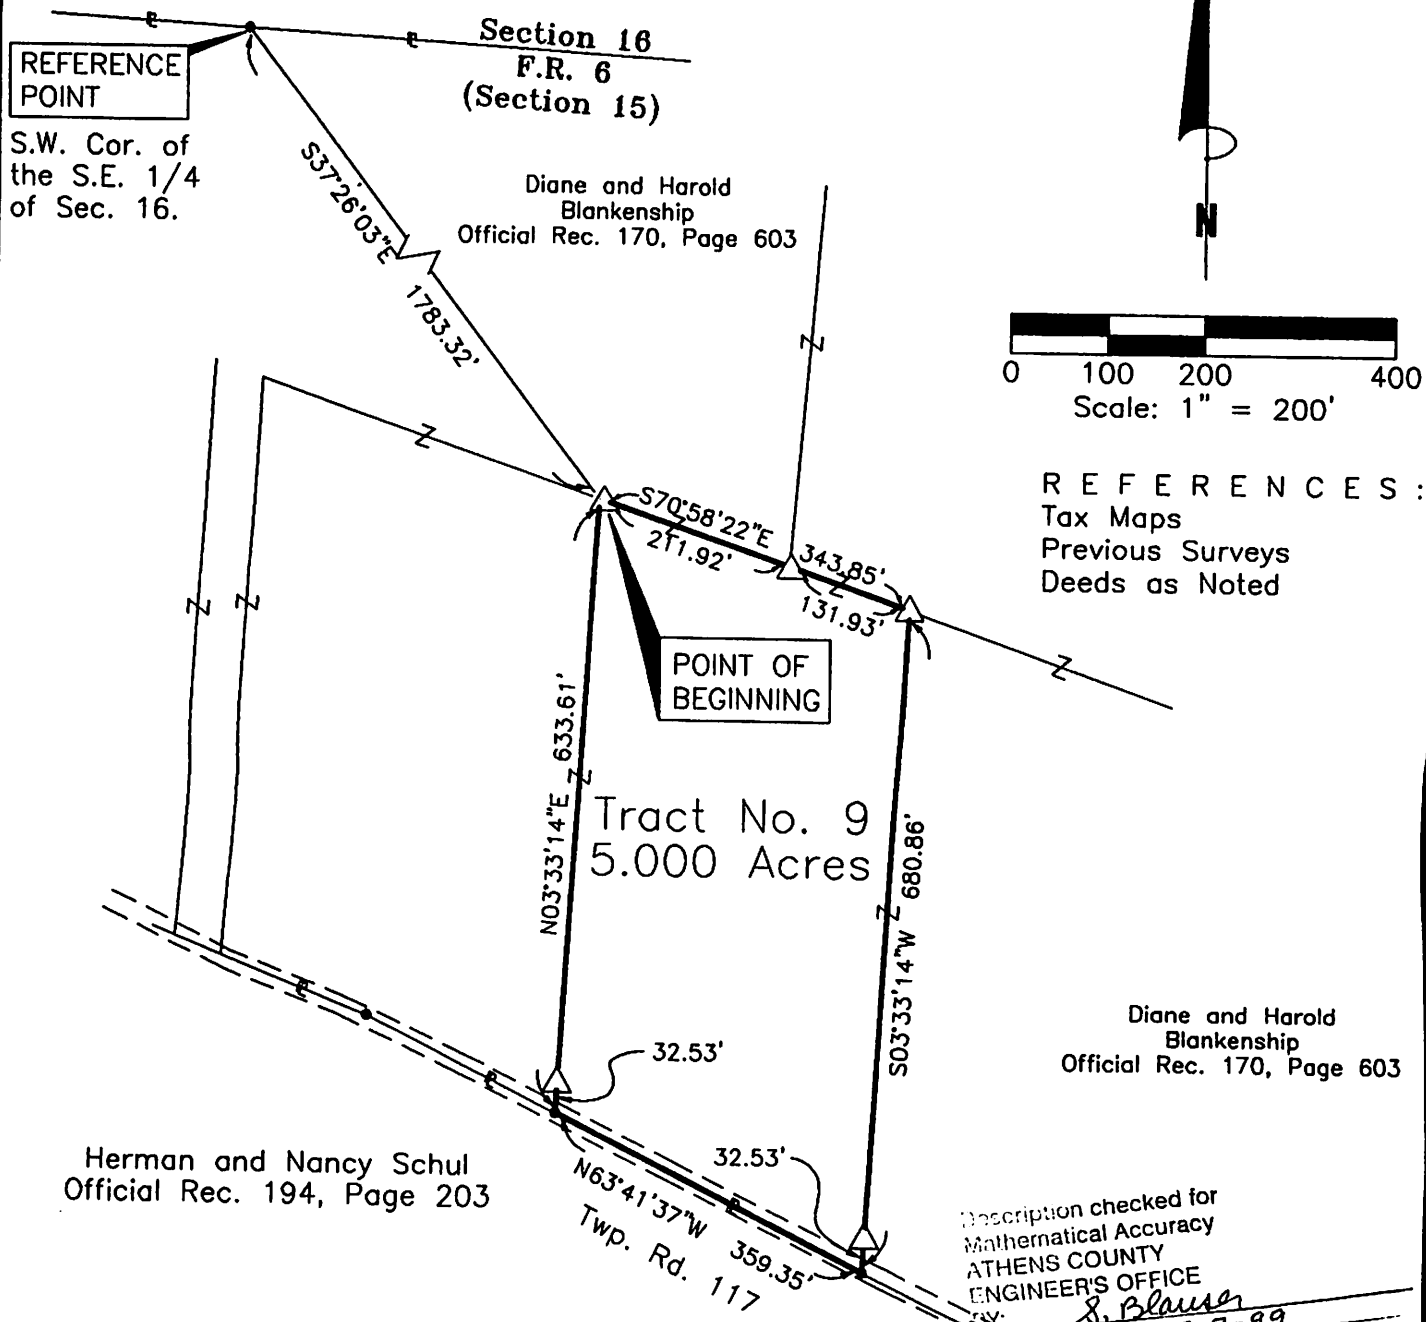 Section 16
F.R. 6
(Section 15)
REFERENCE
POINT
S.W. Cor. of
the S.E. 1/4
of Sec. 16.
S37°26'03"E
1783.32'
Diane and Harold
Blankenship
Official Rec. 170, Page 603
N
0 100 200 400
Scale: 1" = 200'
REFERENCES:
Tax Maps
Previous Surveys
Deeds as Noted
S70°58'22"E
211.92'
343.85'
131.93'
POINT OF
BEGINNING
N03°33'14"E 633.61'
Tract No. 9
5.000 Acres
S03°33'14"W 680.86'
32.53'
32.53'
Diane and Harold
Blankenship
Official Rec. 170, Page 603
Herman and Nancy Schul
Official Rec. 194, Page 203
N63°41'37"W 359.35'
Twp. Rd. 117
Description checked for
Mathematical Accuracy
ATHENS COUNTY
ENGINEER'S OFFICE
BY: S. Blauser